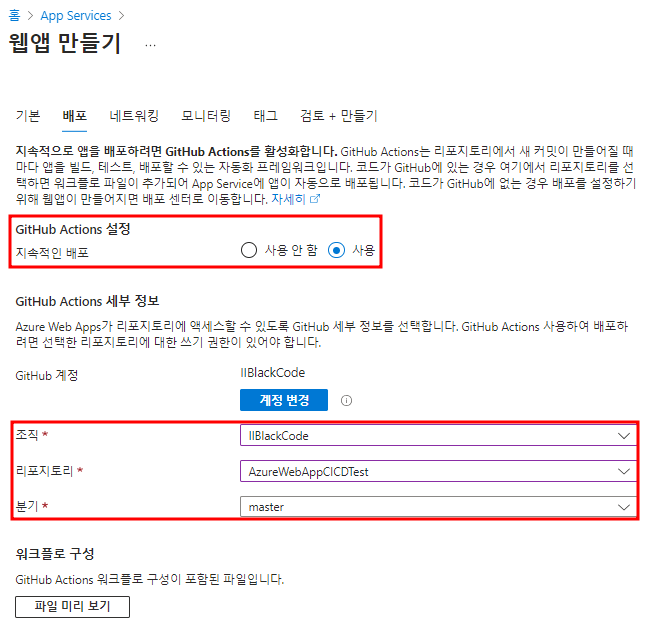 홈 > App Services >
웹앱 만들기 ...
기본 배포 네트워킹 모니터링 태그 검토 + 만들기
지속적으로 앱을 배포하려면 GitHub Actions를 활성화합니다. GitHub Actions는 리포지토리에서 새 커밋이 만들어질 때
마다 앱을 빌드, 테스트, 배포할 수 있는 자동화 프레임워크입니다. 코드가 GitHub에 있는 경우 여기에서 리포지토리를 선
택하면 워크플로 파일이 추가되어 App Service에 앱이 자동으로 배포됩니다. 코드가 GitHub에 없는 경우 배포를 설정하기
위해 웹앱이 만들어지면 배포 센터로 이동합니다. 자세히
GitHub Actions 설정
지속적인 배포 사용 안 함 사용
GitHub Actions 세부 정보
Azure Web Apps가 리포지토리에 액세스할 수 있도록 GitHub 세부 정보를 선택합니다. GitHub Actions 사용하여 배포하
려면 선택한 리포지토리에 대한 쓰기 권한이 있어야 합니다.
GitHub 계정 IIBlackCode
계정 변경
조직 * IIBlackCode
리포지토리 * AzureWebAppCICDTest
분기 * master
워크플로 구성
GitHub Actions 워크플로 구성이 포함된 파일입니다.
파일 미리 보기